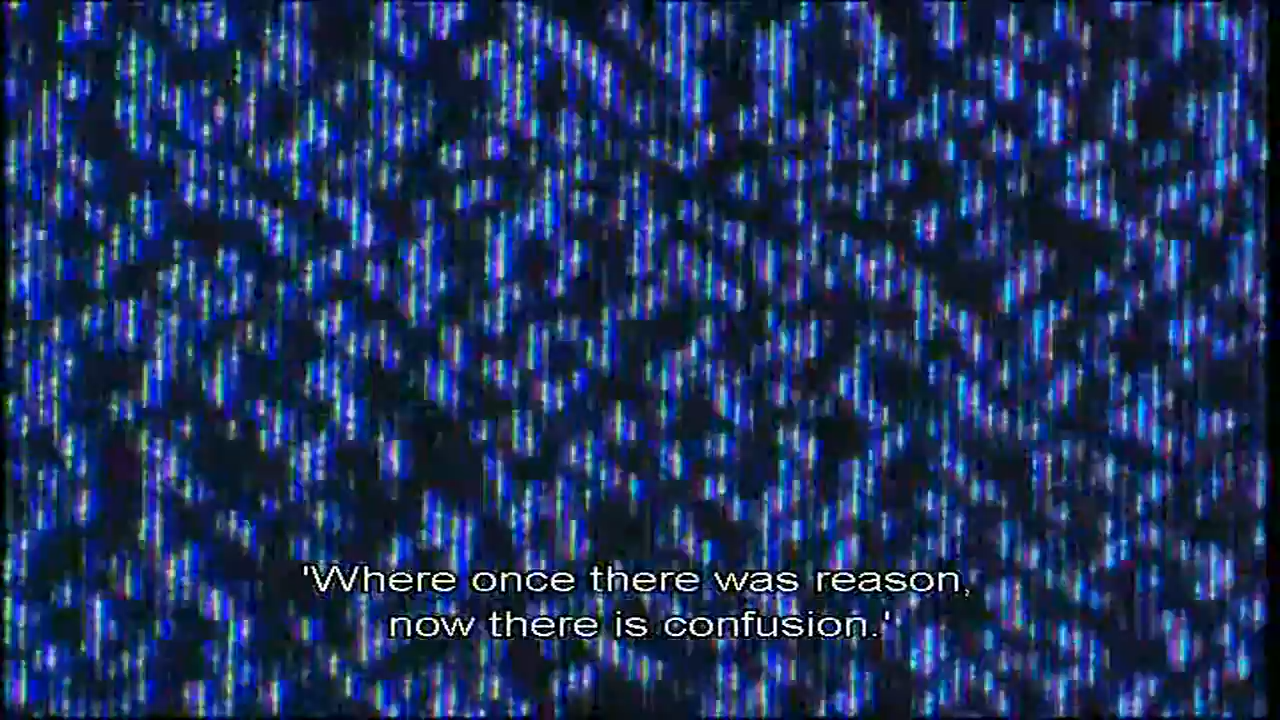 'Where once there was reason,
now there is confusion.'